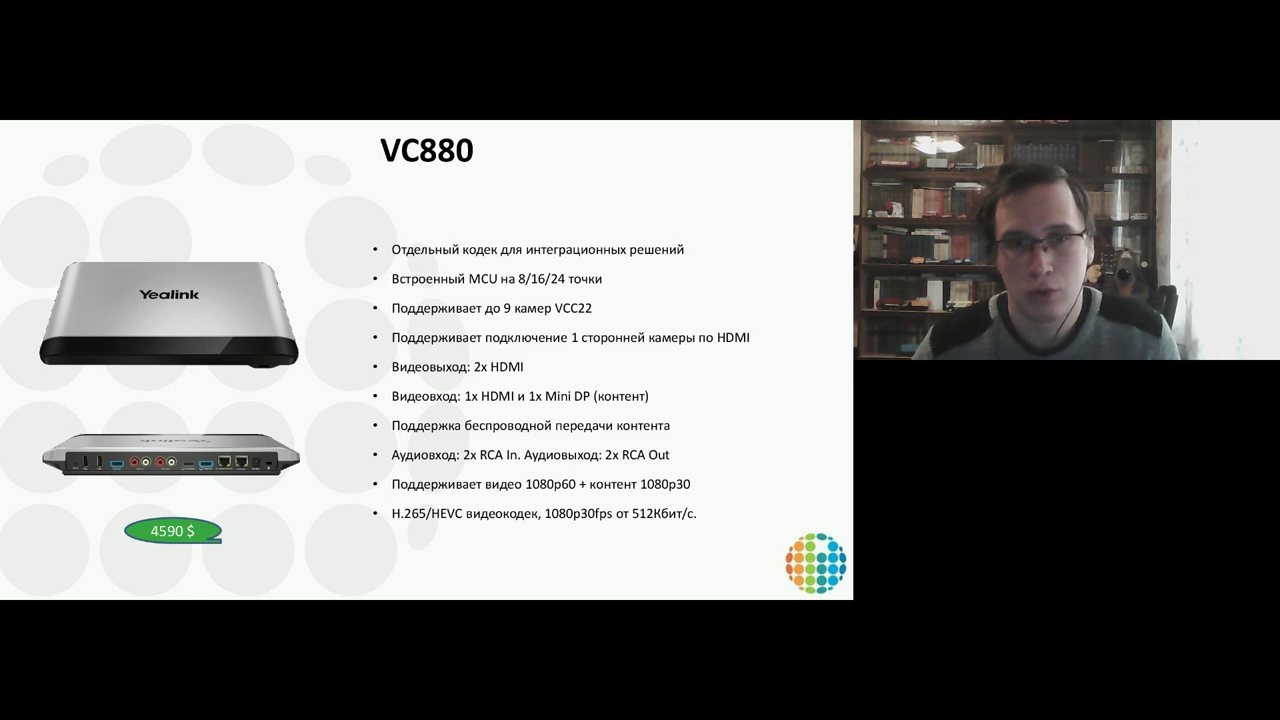 VC880
• Отдельный кодек для интеграционных решений
• Встроенный MCU на 8/16/24 точки
• Поддерживает до 9 камер VCC22
• Поддерживает подключение 1 сторонней камеры по HDMI
• Видеовыход: 2x HDMI
• Видеовход: 1x HDMI и 1x Mini DP (контент)
• Поддержка беспроводной передачи контента
• Аудиовход: 2x RCA In. Аудиовыход: 2x RCA Out
• Поддерживает видео 1080p60 + контент 1080p30
• H.265/HEVC видеокодек, 1080p30fps от 512Кбит/с.
Yealink
4590 $